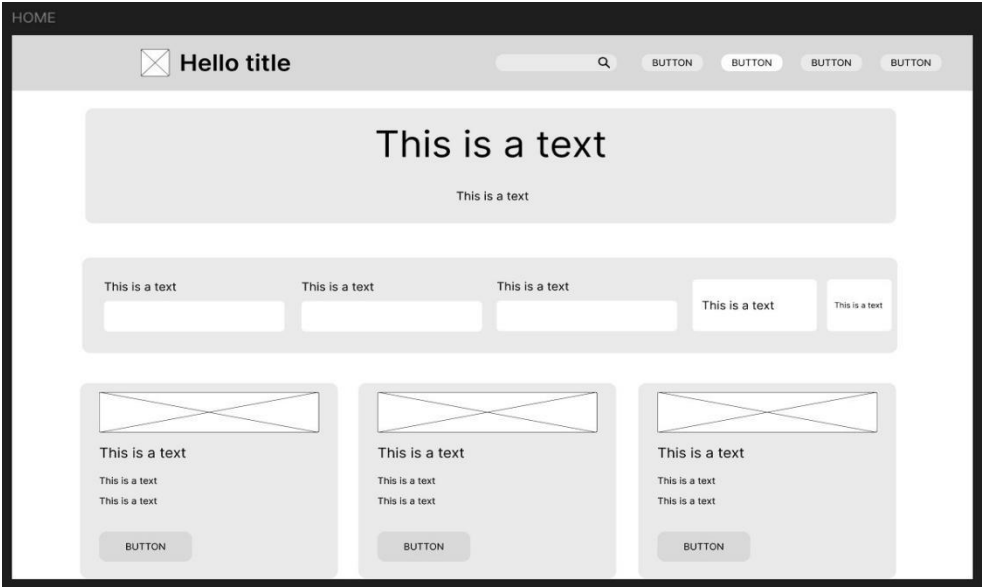 HOME
Hello title
BUTTON BUTTON BUTTON BUTTON
This is a text
This is a text
This is a text This is a text This is a text
This is a text This is a text
This is a text This is a text This is a text
This is a text This is a text This is a text
This is a text This is a text This is a text
BUTTON BUTTON BUTTON